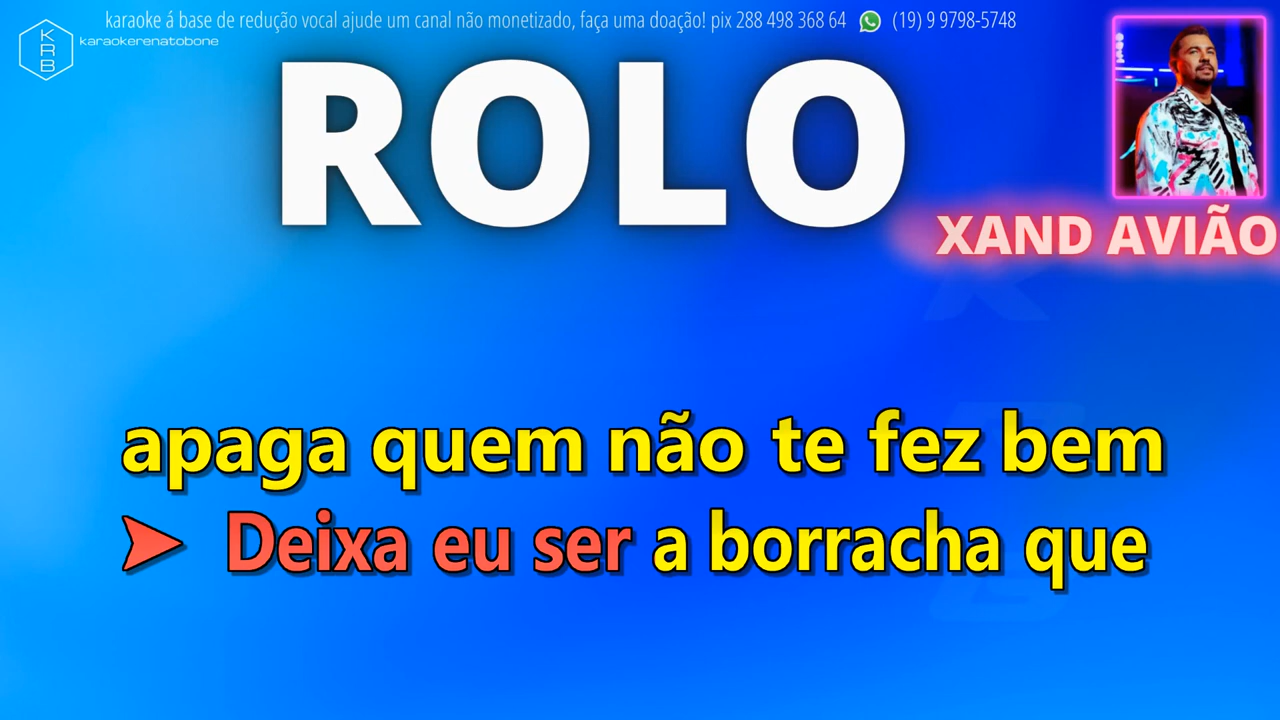 karaoke á base de redução vocal ajude um canal não monetizado, faça uma doação! pix 288 498 368 64 (19) 9 9798-5748
KRB
karaokerenatobone
ROLO
XAND AVIÃO
apaga quem não te fez bem
➤ Deixa eu ser a borracha que